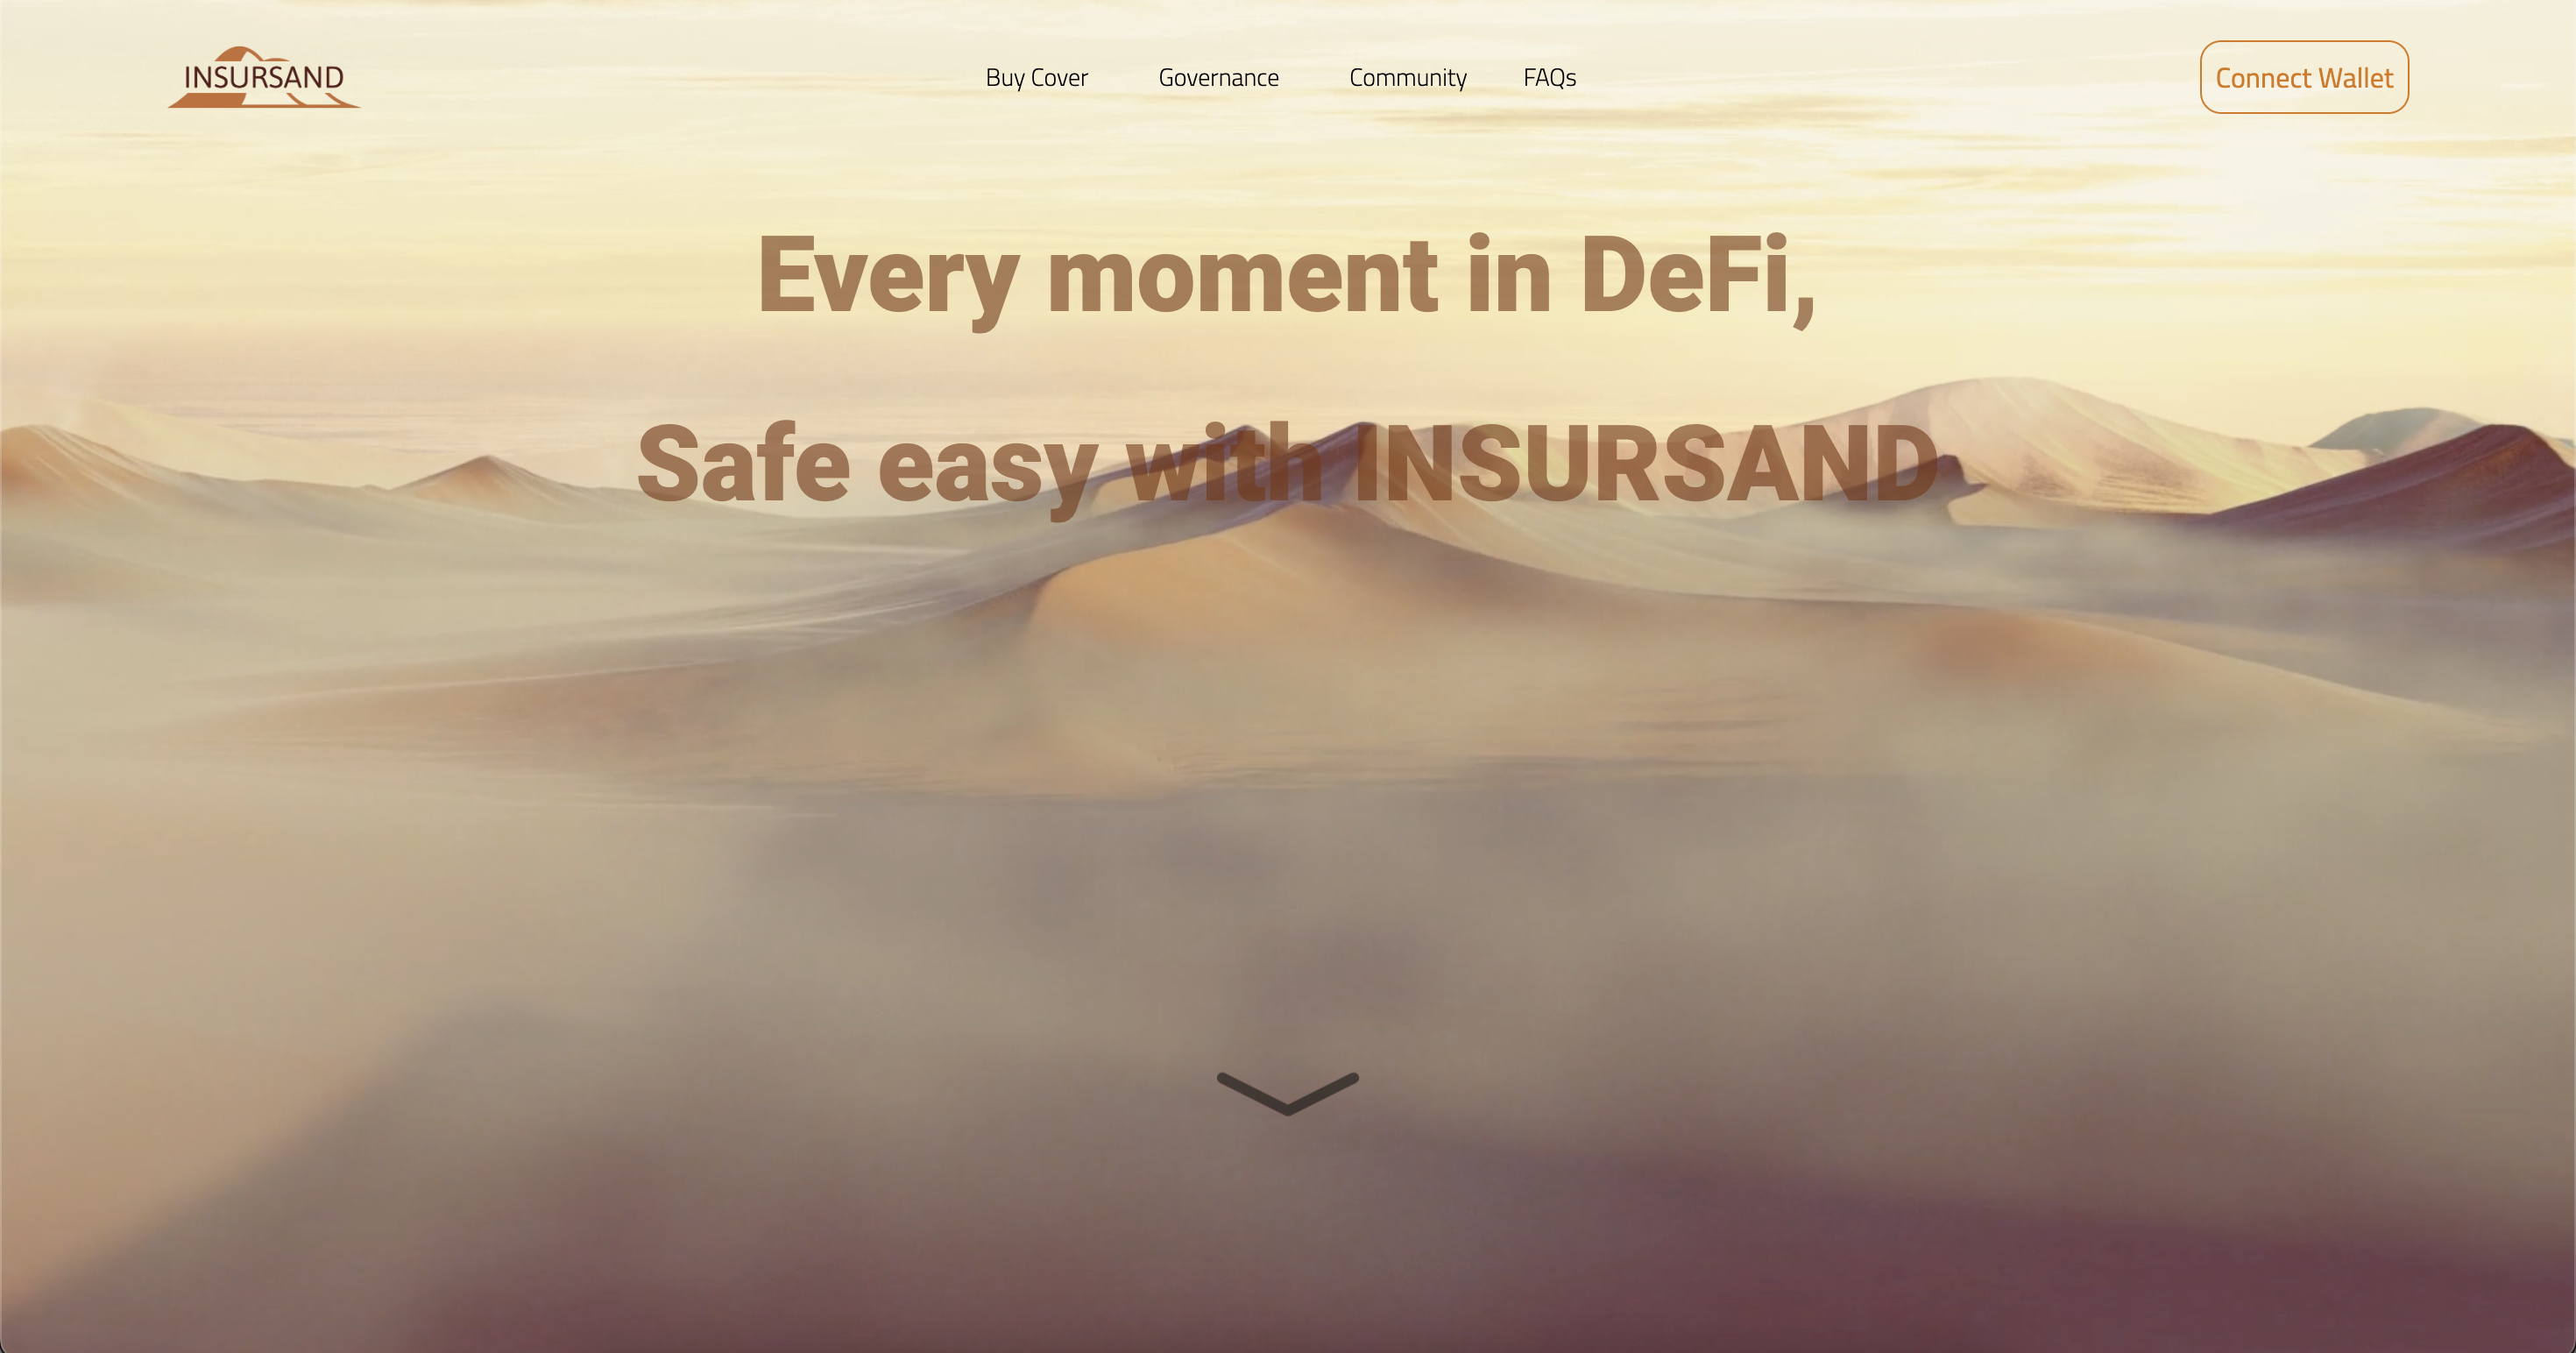 INSURSAND
Buy Cover
Governance
Community
FAQs
Connect Wallet
Every moment in DeFi,
Safe easy with INSURSAND